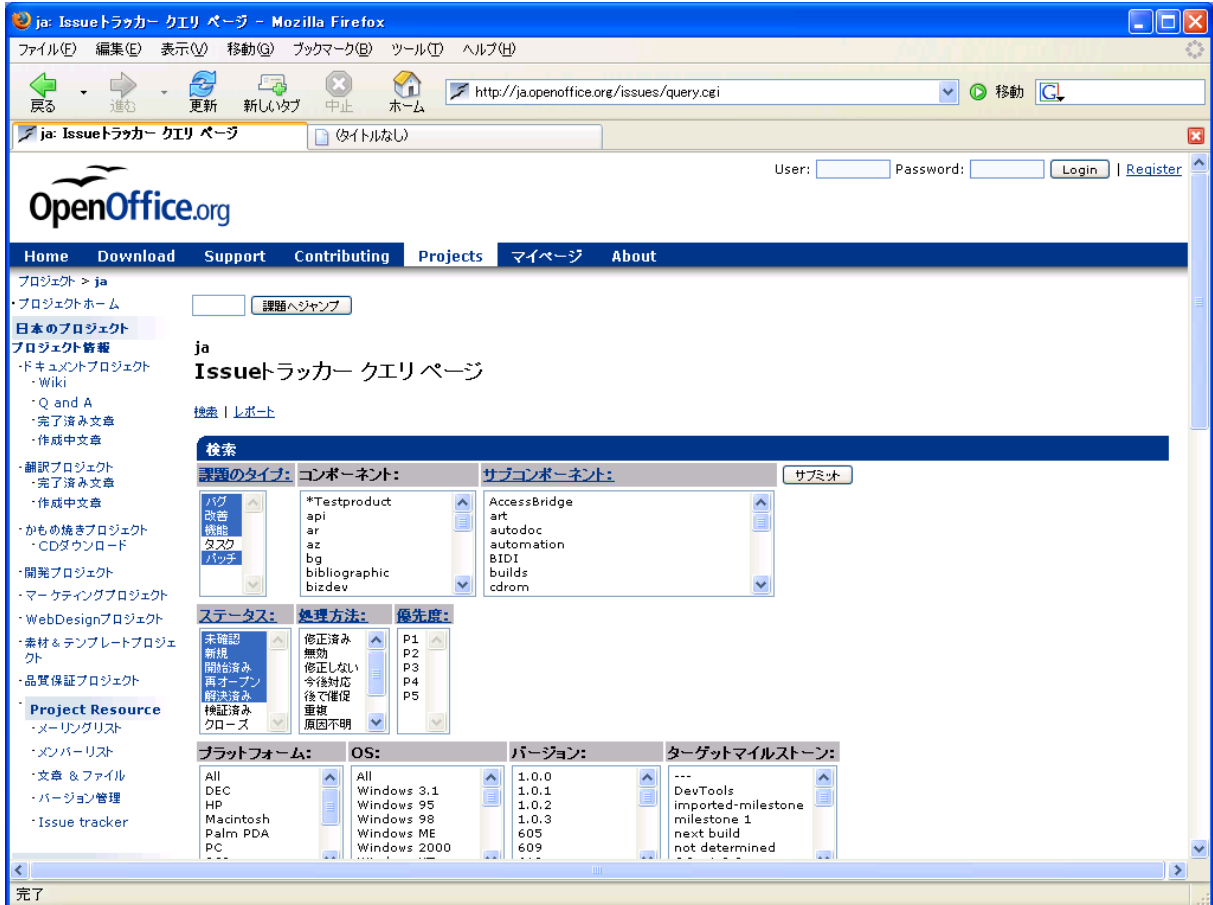 ja: Issueトラッカー クエリ ページ - Mozilla Firefox
ファイル(F) 編集(E) 表示(V) 移動(G) ブックマーク(B) ツール(T) ヘルプ(H)
戻る 進む 更新 新しいタブ 中止 ホーム http://ja.openoffice.org/issues/query.cgi 移動 G
ja: Issueトラッカー クエリ ページ (タイトルなし)
User: Password: Login | Register
OpenOffice.org
Home Download Support Contributing Projects マイページ About
プロジェクト > ja
・プロジェクトホーム
日本のプロジェクト
プロジェクト情報
・ドキュメントプロジェクト
・Wiki
・Q and A
・完了済み文章
・作成中文章
・翻訳プロジェクト
・完了済み文章
・作成中文章
・かもめ焼きプロジェクト
・CDダウンロード
・開発プロジェクト
・マーケティングプロジェクト
・WebDesignプロジェクト
・素材&テンプレートプロジェ
クト
・品質保証プロジェクト
Project Resource
・メーリングリスト
・メンバーリスト
・文章 & ファイル
・バージョン管理
・Issue tracker
課題へジャンプ
ja
Issueトラッカー クエリ ページ
検索 | レポート
検索
課題のタイプ: コンポーネント: サブコンポーネント: サブミット
バグ
改善
機能
タスク
パッチ
*Testproduct
api
ar
az
bg
bibliographic
bizdev
AccessBridge
art
autodoc
automation
BIDI
builds
cdrom
ステータス: 処理方法: 優先度:
未確認
新規
開始済み
再オープン
解決済み
検証済み
クローズ
修正済み
無効
修正しない
今後対応
後で催促
重複
原因不明
P1
P2
P3
P4
P5
プラットフォーム: OS: バージョン: ターゲットマイルストーン:
All
DEC
HP
Macintosh
Palm PDA
PC
All
Windows 3.1
Windows 95
Windows 98
Windows ME
Windows 2000
1.0.0
1.0.1
1.0.2
1.0.3
605
609
---
DevTools
imported-milestone
milestone 1
next build
not determined
完了